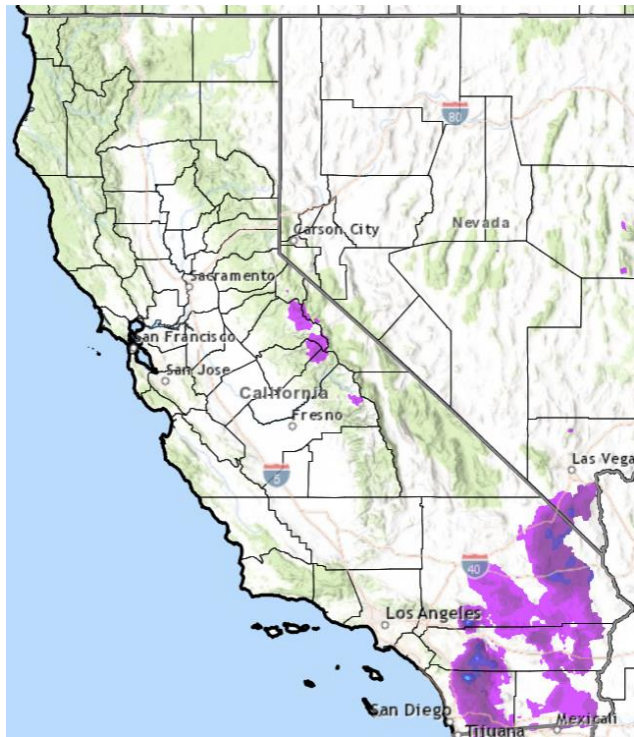 80
Nevada
Carson City
Sacramento
San Francisco
San Jose
California
Fresno
5
Las Vega
40
Los Angeles
San Diego
Mexicali
Tijuana